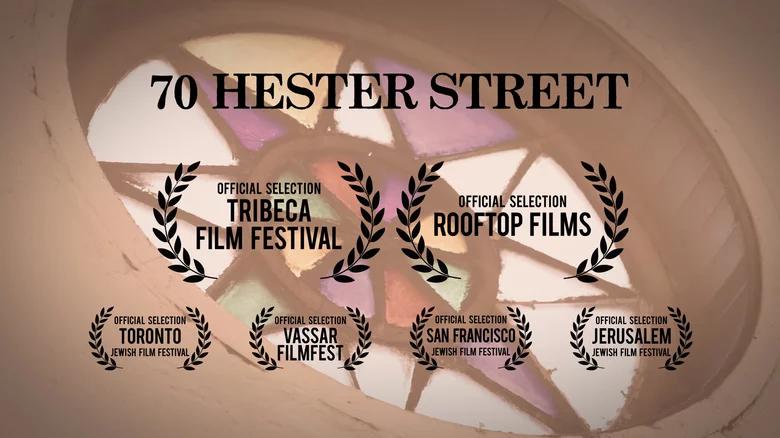 70 HESTER STREET
OFFICIAL SELECTION
TRIBECA
FILM FESTIVAL
OFFICIAL SELECTION
ROOFTOP FILMS
OFFICIAL SELECTION
TORONTO
JEWISH FILM FESTIVAL
OFFICIAL SELECTION
VASSAR
FILMFEST
OFFICIAL SELECTION
SAN FRANCISCO
JEWISH FILM FESTIVAL
OFFICIAL SELECTION
JERUSALEM
JEWISH FILM FESTIVAL